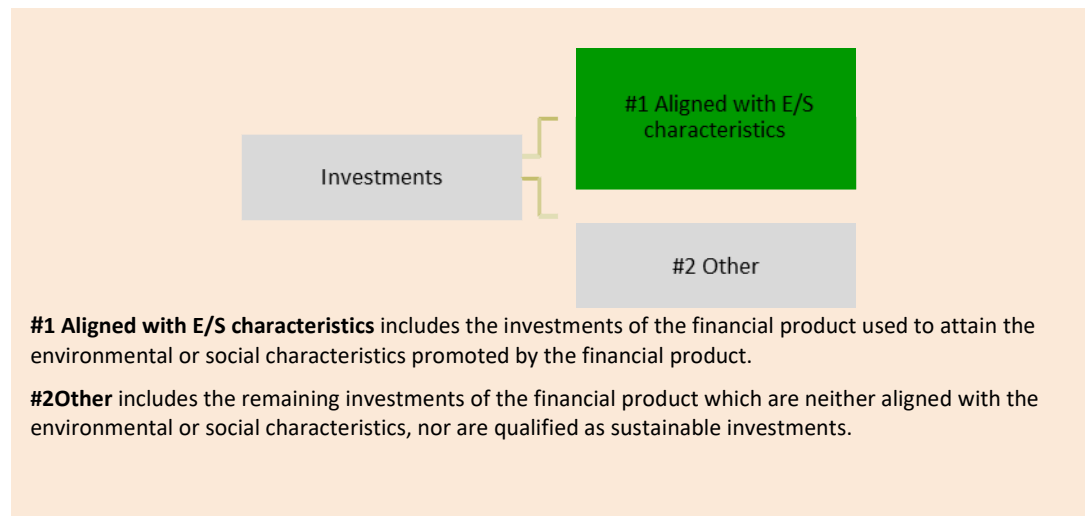 #1 Aligned with E/S
characteristics
Investments
#2 Other
#1 Aligned with E/S characteristics includes the investments of the financial product used to attain the
environmental or social characteristics promoted by the financial product.
#2Other includes the remaining investments of the financial product which are neither aligned with the
environmental or social characteristics, nor are qualified as sustainable investments.